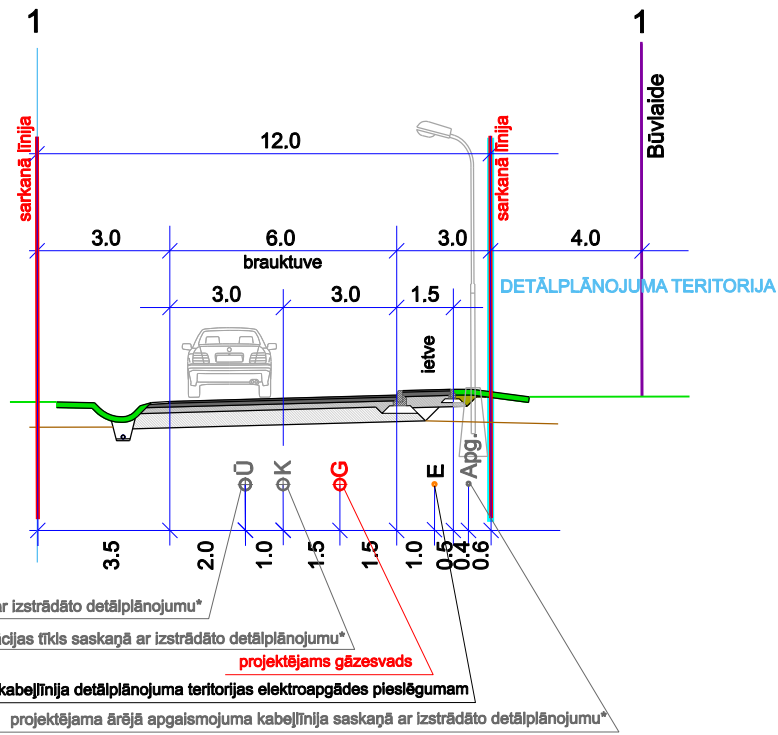 1
1
sarkanā līnija
12.0
sarkanā līnija
Būvlaide
3.0
6.0
3.0
4.0
brauktuve
DETĀLPLĀNOJUMA TERITORIJA
3.0
3.0
1.5
ietve
Ū
K
G
E
Apg.
3.5
2.0
1.0
1.5
1.5
1.0
0.5
0.4
0.6
ar izstrādāto detālplānojumu*
ācijas tīkls saskaņā ar izstrādāto detālplānojumu*
projektējams gāzesvads
kabeļlīnija detālplānojuma teritorijas elektroapgādes pieslēgumam
projektējama ārējā apgaismojuma kabeļlīnija saskaņā ar izstrādāto detālplānojumu*